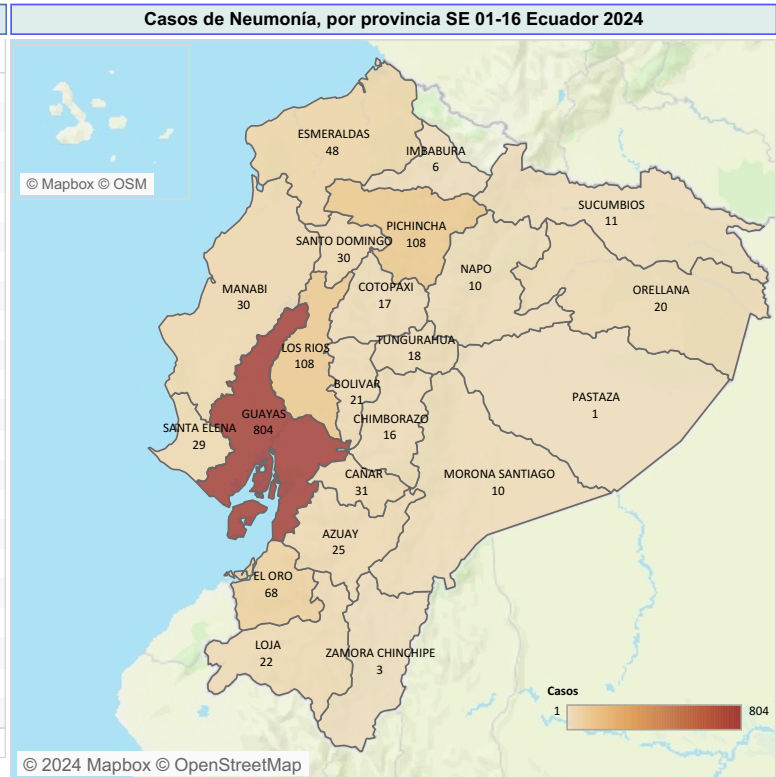 Casos de Neumonía, por provincia SE 01-16 Ecuador 2024
© Mapbox © OSM
ESMERALDAS
48
IMBABURA
6
SUCUMBIOS
11
PICHINCHA
108
SANTO DOMINGO
30
NAPO
10
MANABI
30
COTOPAXI
17
ORELLANA
20
TUNGURAHUA
18
LOS RIOS
108
BOLIVAR
21
PASTAZA
1
GUAYAS
804
CHIMBORAZO
16
SANTA ELENA
29
CAÑAR
31
MORONA SANTIAGO
10
AZUAY
25
EL ORO
68
LOJA
22
ZAMORA CHINCHIPE
3
Casos
1
804
© 2024 Mapbox © OpenStreetMap